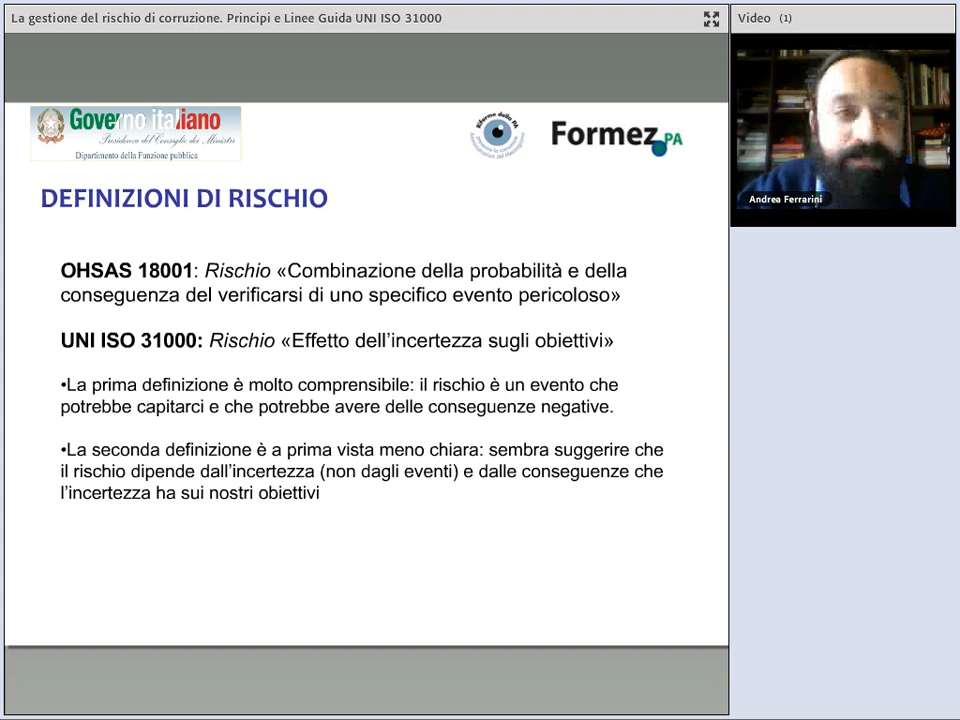 La gestione del rischio di corruzione. Principi e Linee Guida UNI ISO 31000
Video (1)
Governo italiano
Presidenza del Consiglio dei Ministri
Dipartimento della Funzione pubblica
Riforme della PA
Formez PA
Andrea Ferrarini
DEFINIZIONI DI RISCHIO
OHSAS 18001: Rischio «Combinazione della probabilità e della
conseguenza del verificarsi di uno specifico evento pericoloso»
UNI ISO 31000: Rischio «Effetto dell’incertezza sugli obiettivi»
•La prima definizione è molto comprensibile: il rischio è un evento che
potrebbe capitarci e che potrebbe avere delle conseguenze negative.
•La seconda definizione è a prima vista meno chiara: sembra suggerire che
il rischio dipende dall’incertezza (non dagli eventi) e dalle conseguenze che
l’incertezza ha sui nostri obiettivi